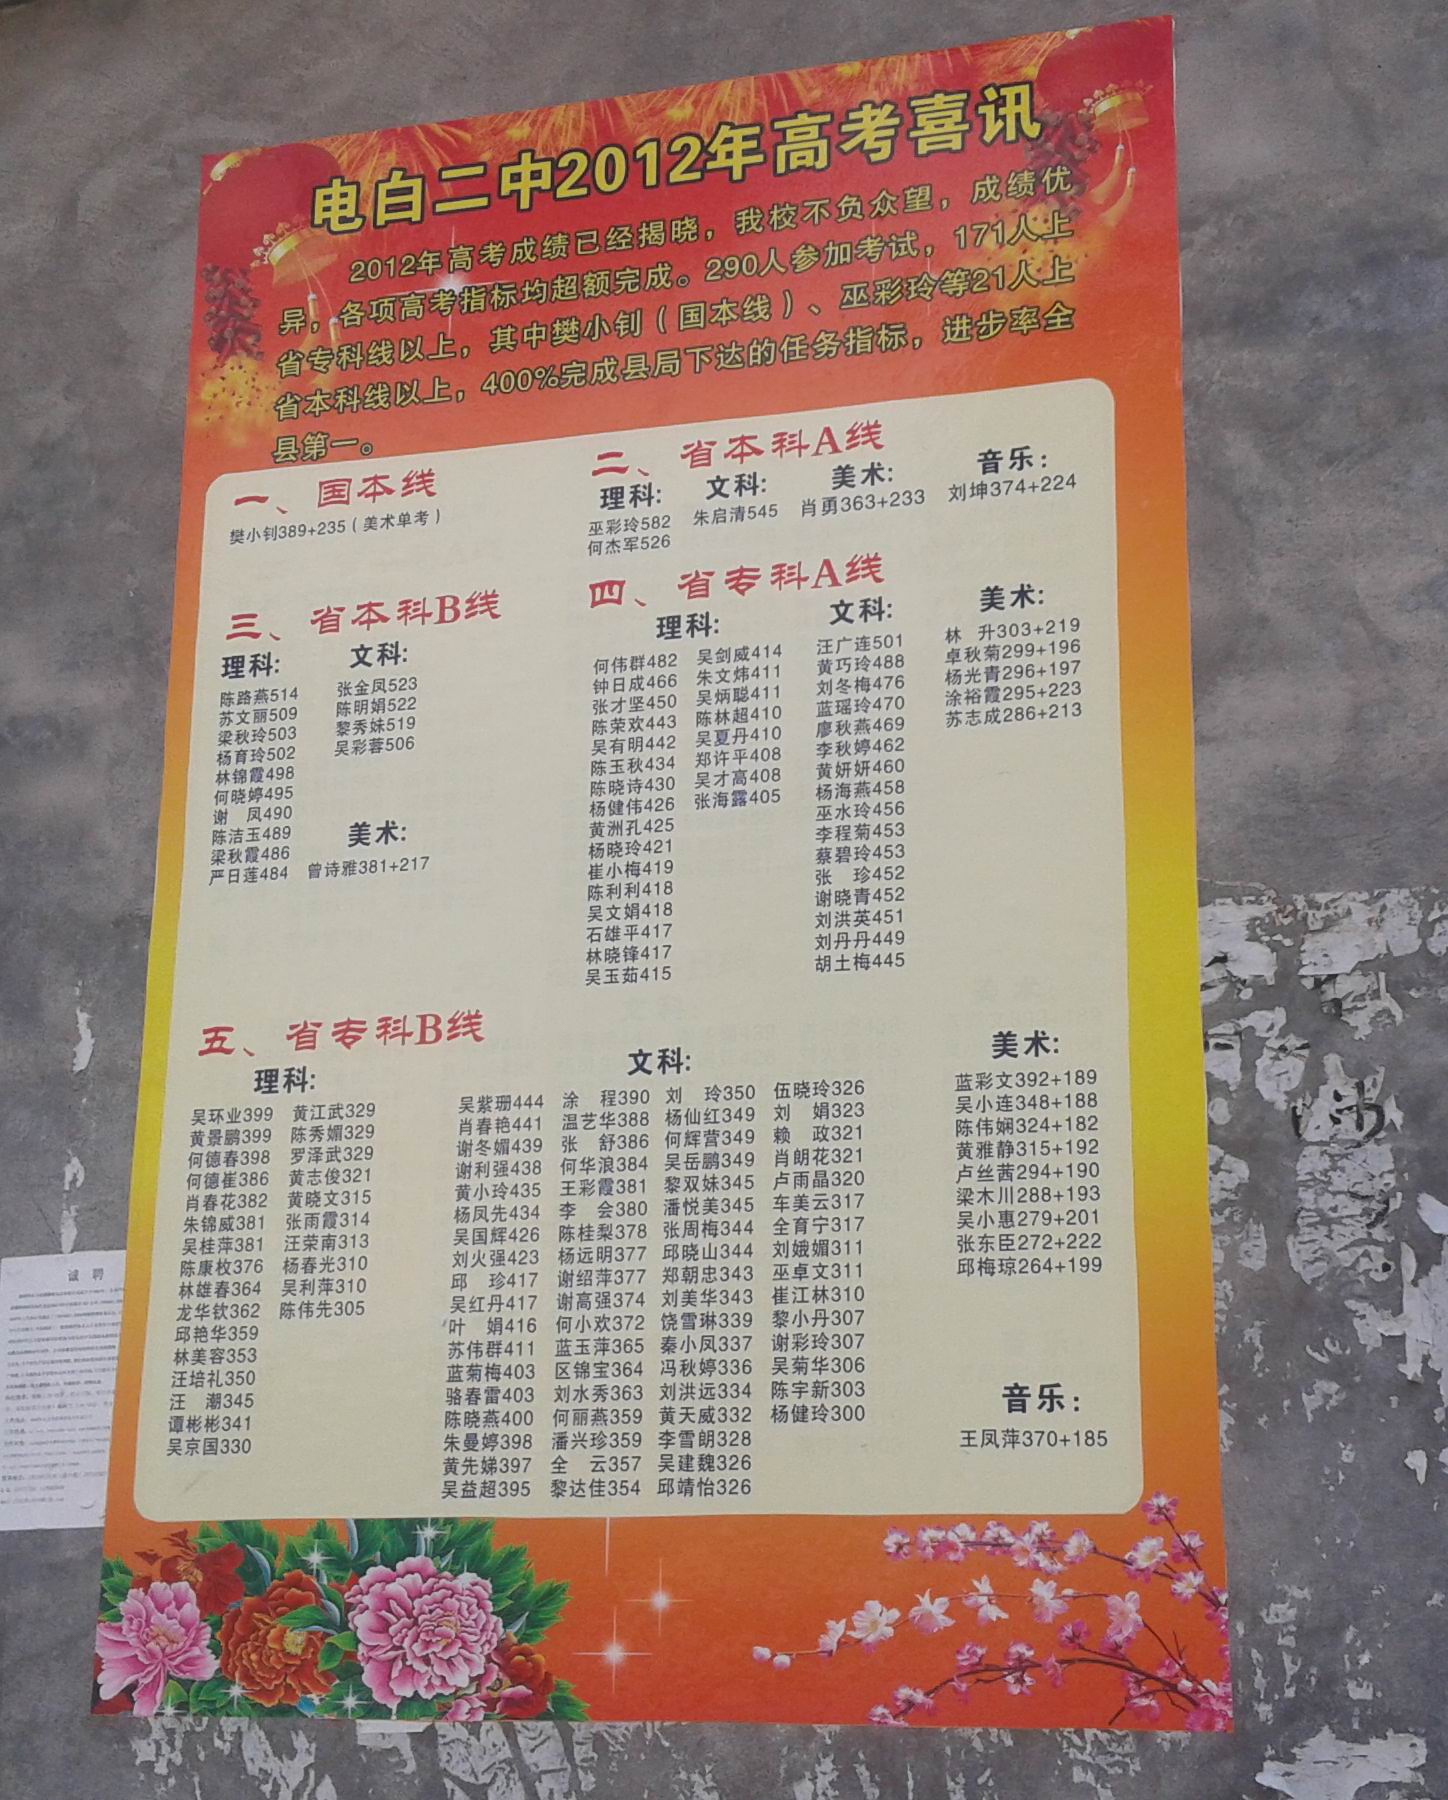 电白二中2012年高考喜讯
2012年高考成绩已经揭晓，我校不负众望，成绩优
异，各项高考指标均超额完成。290人参加考试，171人上
省专科线以上，其中樊小钊（国本线）、巫彩玲等21人上
省本科线以上，400%完成县局下达的任务指标，进步率全
县第一。
一、国本线
樊小钊389+235（美术单考）
二、省本科A线
理科:
巫彩玲582
何杰军526
文科:
朱启清545
美术:
肖勇363+233
音乐:
刘坤374+224
三、省本科B线
理科:
陈路燕514
苏文丽509
梁秋玲503
杨育玲502
林锦霞498
何晓婷495
谢　凤490
陈洁玉489
梁秋霞486
严日莲484
文科:
张金凤523
陈明娟522
黎秀妹519
吴彩蓉506
美术:
曾诗雅381+217
四、省专科A线
理科:
何伟群482
钟日成466
张才坚450
陈荣欢443
吴有明442
陈玉秋434
陈晓诗430
杨健伟426
黄洲孔425
杨晓玲421
崔小梅419
陈利利418
吴文娟418
石雄平417
林晓锋417
吴玉茹415
吴剑威414
朱文炜411
吴炳聪411
陈林超410
吴夏丹410
郑许平408
吴才高408
张海露405
文科:
汪广连501
黄巧玲488
刘冬梅476
蓝瑶玲470
廖秋燕469
李秋婷462
黄妍妍460
杨海燕458
巫水玲456
李程菊453
蔡碧玲453
张　珍452
谢晓青452
刘洪英451
刘丹丹449
胡土梅445
美术:
林　升303+219
卓秋菊299+196
杨光青296+197
涂裕霞295+223
苏志成286+213
五、省专科B线
理科:
吴环业399
黄景鹏399
何德春398
何德崔386
肖春花382
朱锦威381
吴桂萍381
陈康枚376
林雄春364
龙华钦362
邱艳华359
林美容353
汪培礼350
汪　潮345
谭彬彬341
吴京国330
黄江武329
陈秀媚329
罗泽武329
黄志俊321
黄晓文315
张雨霞314
汪荣南313
杨春光310
吴利萍310
陈伟先305
文科:
吴紫珊444
肖春艳441
谢冬媚439
谢利强438
黄小玲435
杨凤先434
吴国辉426
刘火强423
邱　珍417
吴红丹417
叶　娟416
苏伟群411
蓝菊梅403
骆春雷403
陈晓燕400
朱曼婷398
黄先娣397
吴益超395
涂　程390
温艺华388
张　舒386
何华浪384
王彩霞381
李　会380
陈桂梨378
杨远明377
谢绍萍377
谢高强374
何小欢372
蓝玉萍365
区锦宝364
刘水秀363
何丽燕359
潘兴珍359
全　云357
黎达佳354
刘　玲350
杨仙红349
何辉营349
吴岳鹏349
黎双妹345
潘悦美345
张周梅344
邱晓山344
郑朝忠343
刘美华343
饶雪琳339
秦小凤337
冯秋婷336
刘洪远334
黄天威332
李雪朗328
吴建魏326
邱靖怡326
伍晓玲326
刘　娟323
赖　政321
肖朗花321
卢雨晶320
车美云317
全育宁317
刘娥媚311
巫卓文311
崔江林310
黎小丹307
谢彩玲307
吴菊华306
陈宇新303
杨健玲300
美术:
蓝彩文392+189
吴小连348+188
陈伟娴324+182
黄雅静315+192
卢丝茜294+190
梁木川288+193
吴小惠279+201
张东臣272+222
邱梅琼264+199
音乐:
王凤萍370+185
诚　聘